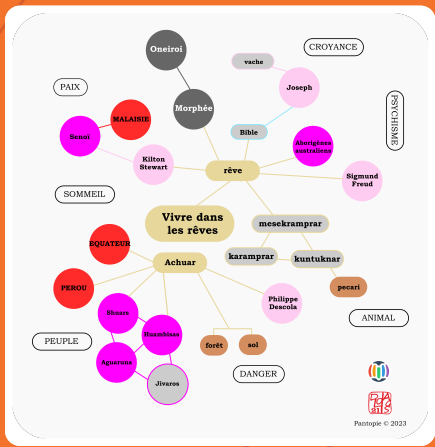 Oneiroi
CROYANCE
vache
Joseph
PAIX
Morphée
PSYCHISME
MALAISIE
Senoï
Bible
Aborigènes
australiens
Kilton
Stewart
rêve
Sigmund
Freud
SOMMEIL
Vivre dans
les rêves
mesekramprar
EQUATEUR
karamprar
kuntuknar
Achuar
PEROU
pecari
Shuars
Philippe
Descola
ANIMAL
PEUPLE
Huambisas
forêt
sol
Aguaruna
DANGER
Jivaros
Pantopie © 2023